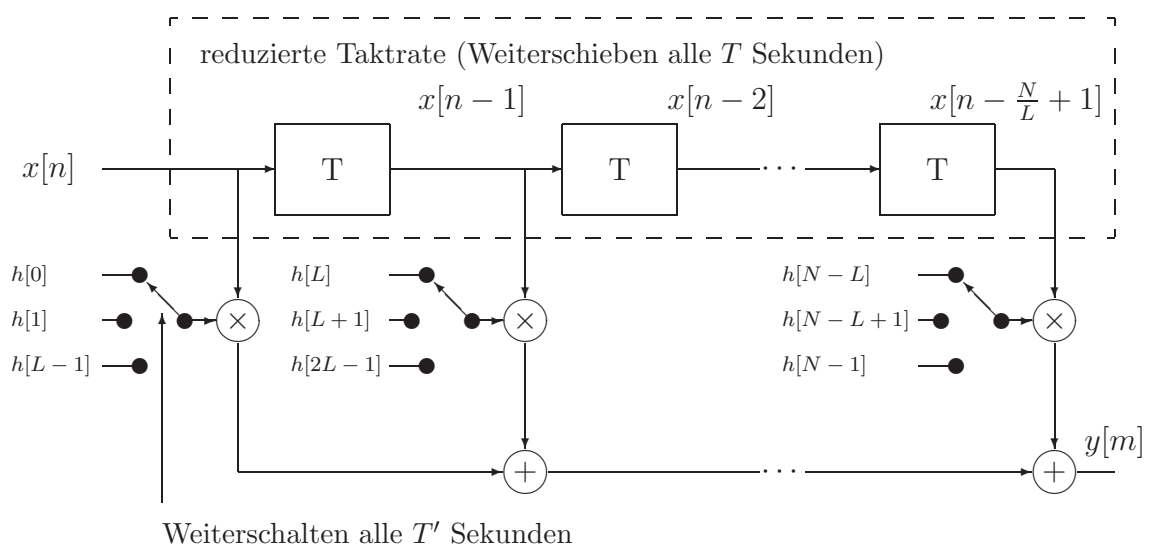 reduzierte Taktrate (Weiterschieben alle T Sekunden)
x[n − 1]
x[n − 2]
x[n − N/L + 1]
x[n]
T
T
· · ·
T
h[0]
h[L]
h[N − L]
h[1]
×
h[L + 1]
×
h[N − L + 1]
×
h[L − 1]
h[2L − 1]
h[N − 1]
y[m]
+
· · ·
+
Weiterschalten alle T′ Sekunden